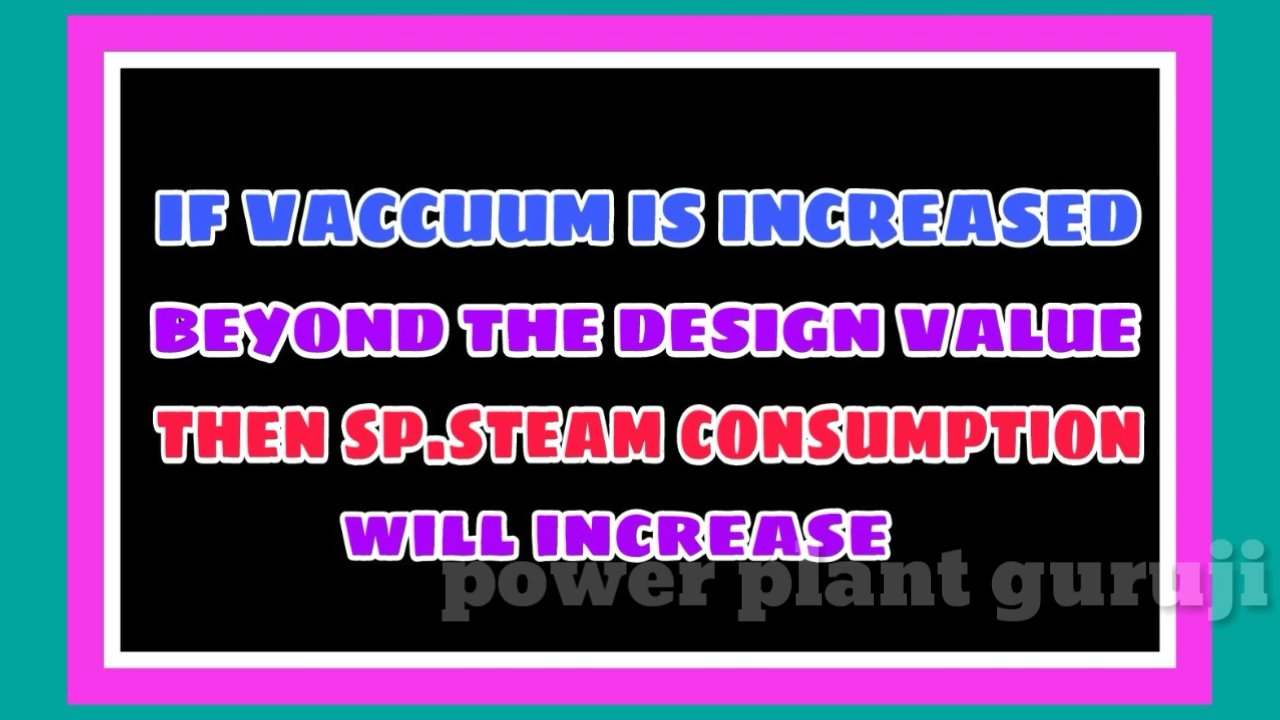 IF VACCUUM IS INCREASED
BEYOND THE DESIGN VALUE
THEN SP.STEAM CONSUMPTION
WILL INCREASE
power plant guruji